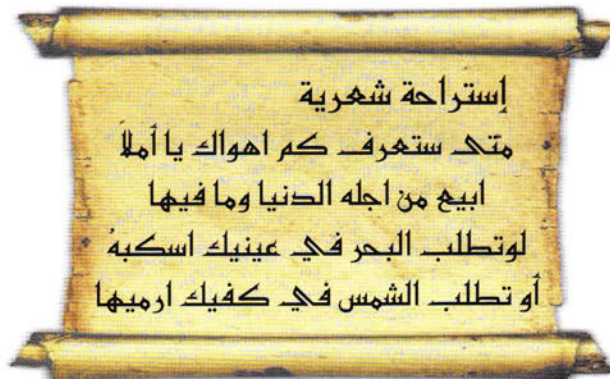 إستراحة شعرية
متى ستعرف كم اهواك يا أملاً
ابيع من اجله الدنيا وما فيها
لوتطلب البحر في عينيك اسكبهُ
أو تطلب الشمس في كفيك ارميها